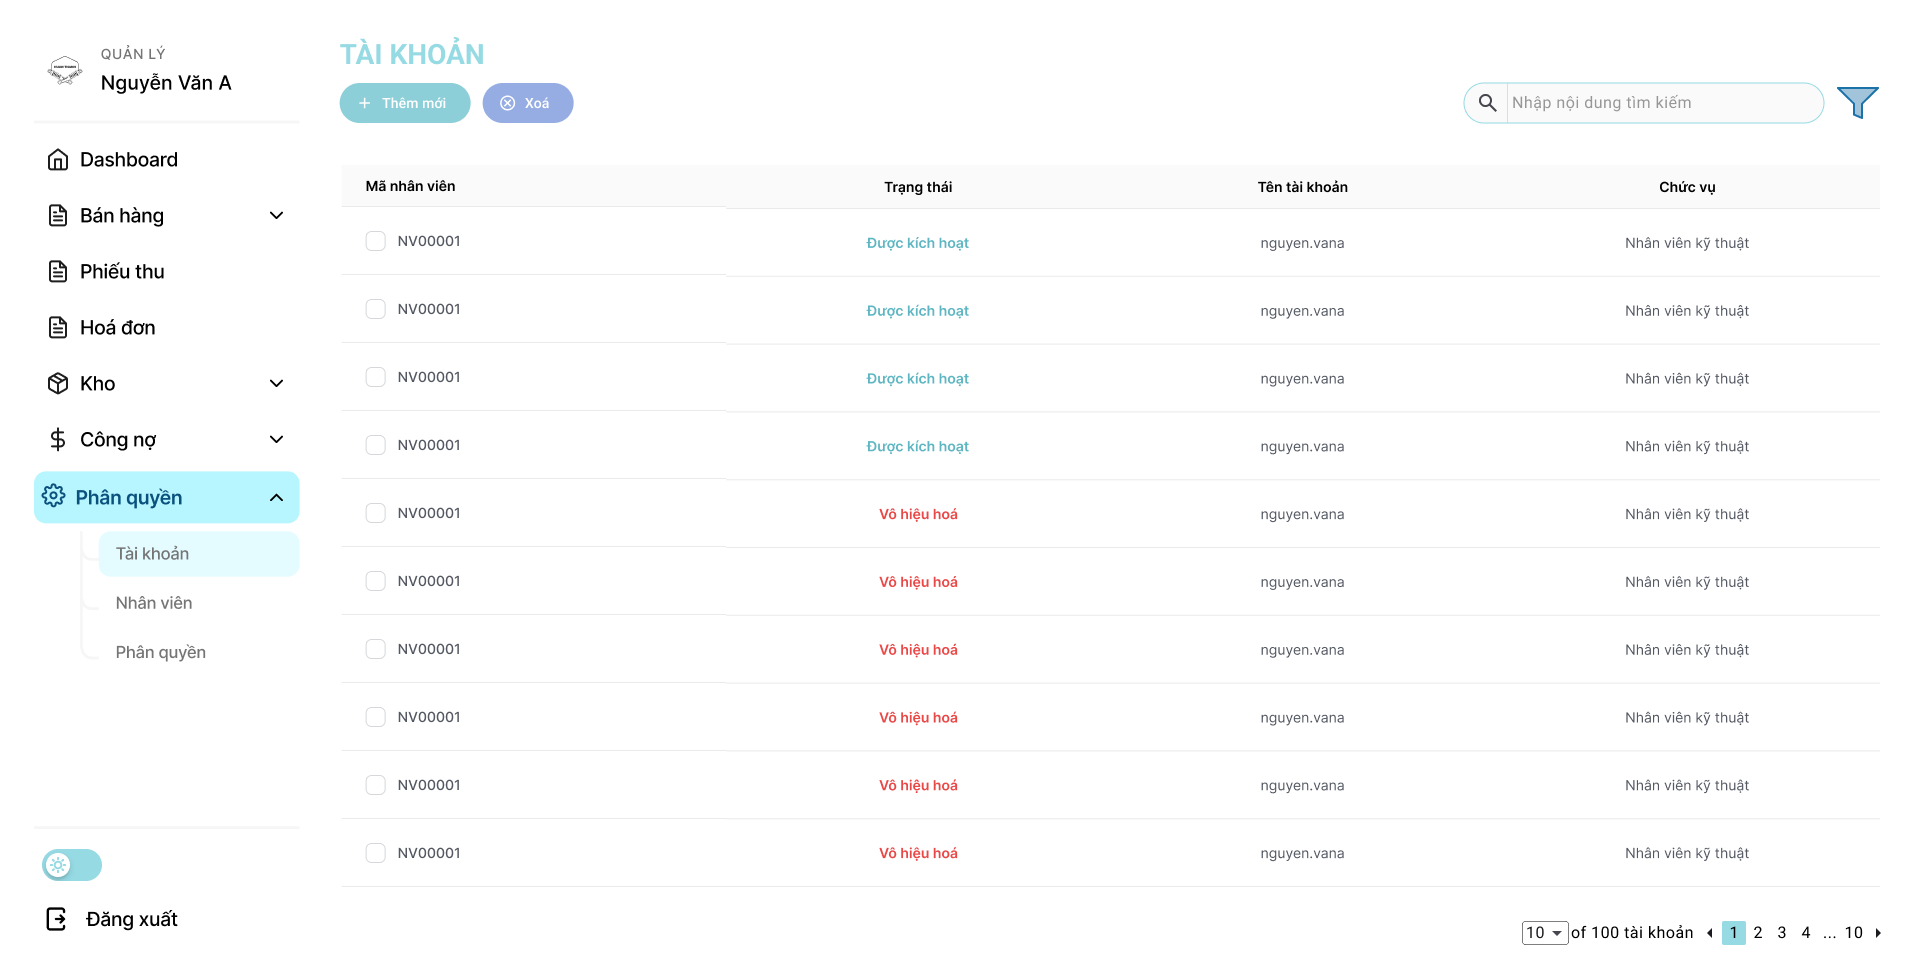 QUẢN LÝ
Nguyễn Văn A
Dashboard
Bán hàng
Phiếu thu
Hoá đơn
Kho
Công nợ
Phân quyền
Tài khoản
Nhân viên
Phân quyền
Đăng xuất
TÀI KHOẢN
+ Thêm mới
Xoá
Nhập nội dung tìm kiếm
Mã nhân viên Trạng thái Tên tài khoản Chức vụ
NV00001 Được kích hoạt nguyen.vana Nhân viên kỹ thuật
NV00001 Được kích hoạt nguyen.vana Nhân viên kỹ thuật
NV00001 Được kích hoạt nguyen.vana Nhân viên kỹ thuật
NV00001 Được kích hoạt nguyen.vana Nhân viên kỹ thuật
NV00001 Vô hiệu hoá nguyen.vana Nhân viên kỹ thuật
NV00001 Vô hiệu hoá nguyen.vana Nhân viên kỹ thuật
NV00001 Vô hiệu hoá nguyen.vana Nhân viên kỹ thuật
NV00001 Vô hiệu hoá nguyen.vana Nhân viên kỹ thuật
NV00001 Vô hiệu hoá nguyen.vana Nhân viên kỹ thuật
NV00001 Vô hiệu hoá nguyen.vana Nhân viên kỹ thuật
10 of 100 tài khoản 1 2 3 4 ... 10